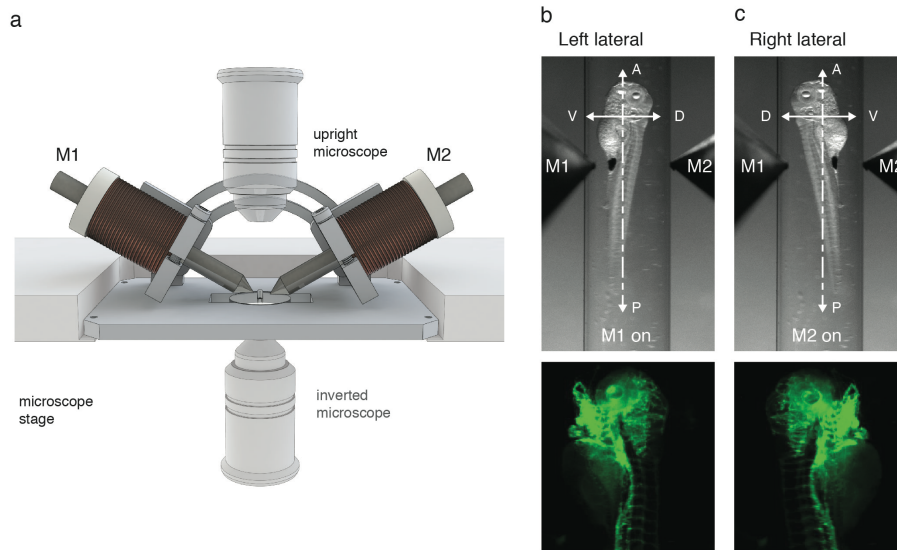 a
M1
upright
microscope
M2
microscope
stage
inverted
microscope
b
Left lateral
A
V
D
M1
M2
P
M1 on
c
Right lateral
A
D
V
M1
M2
P
M2 on